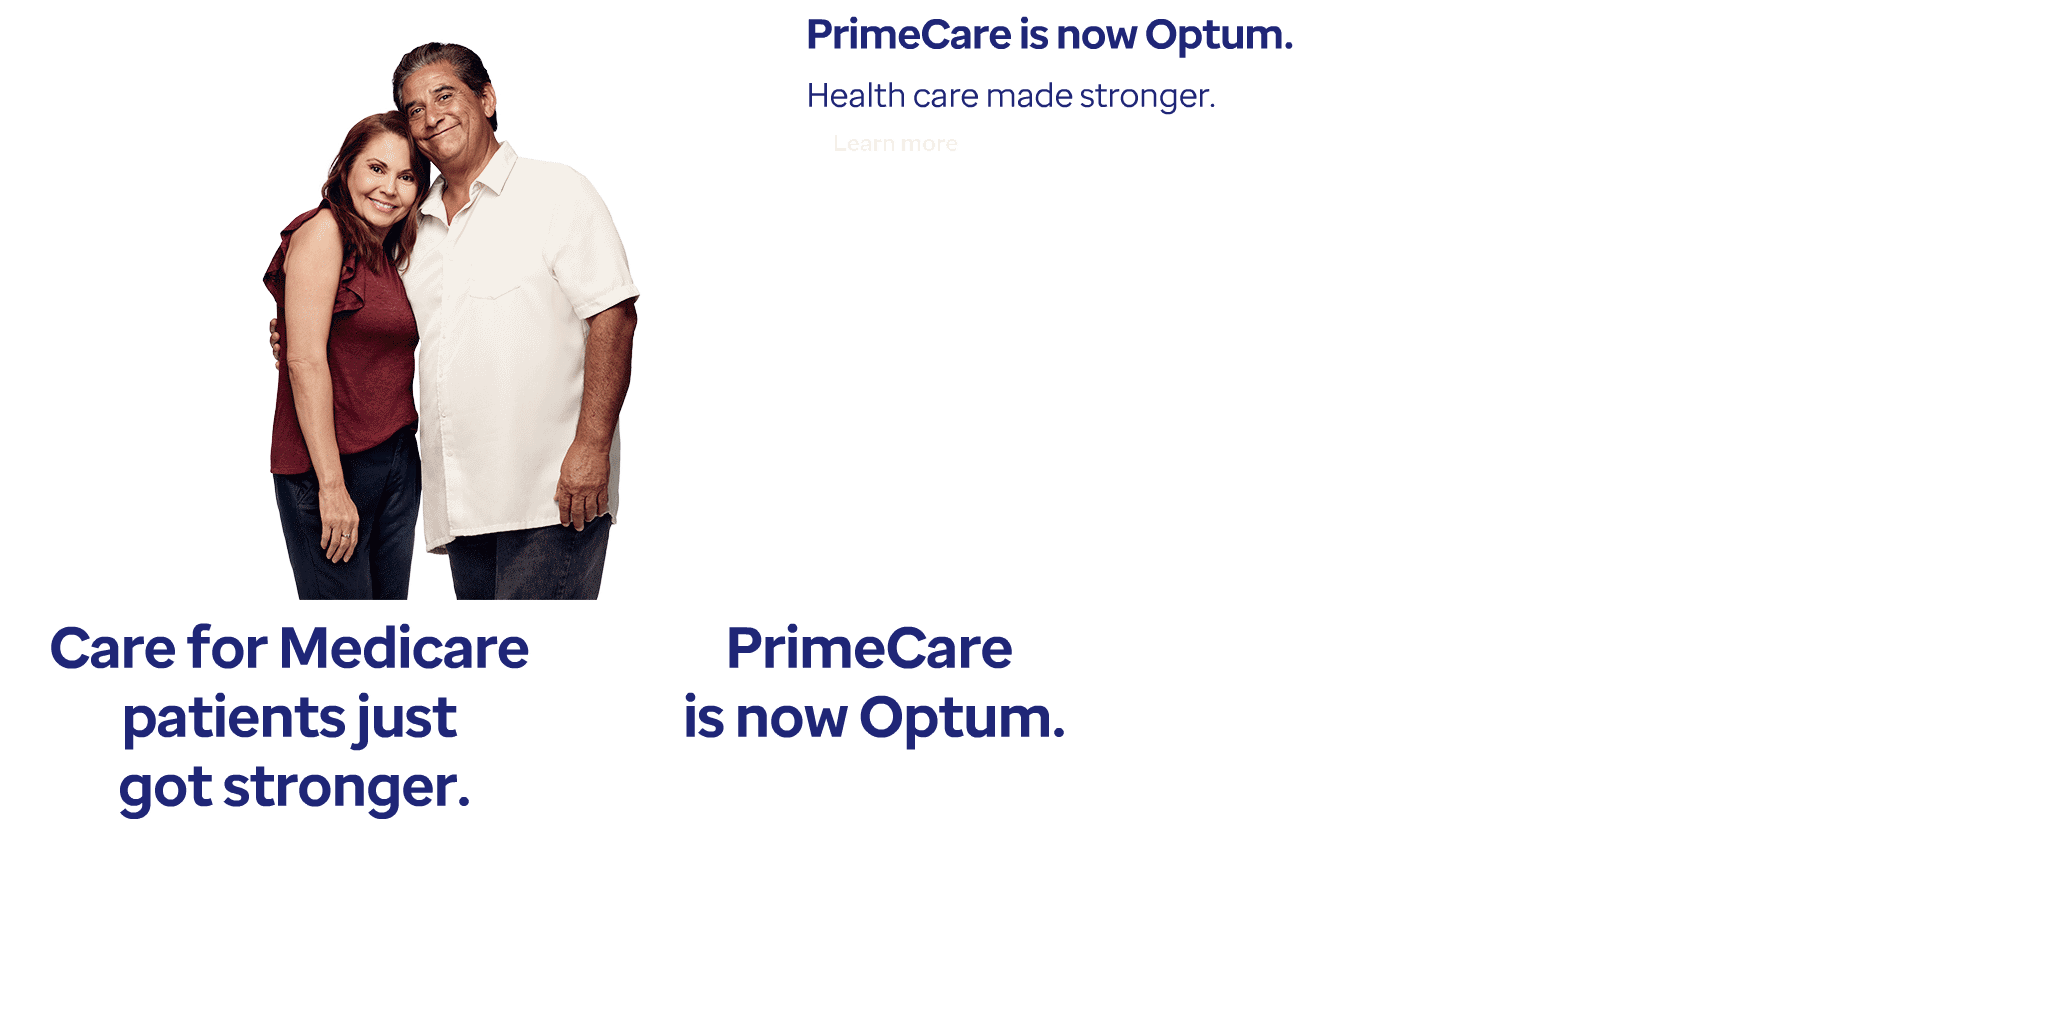 PrimeCare is now Optum.
Health care made stronger.
Learn more
Care for Medicare
patients just
got stronger.
PrimeCare
is now Optum.